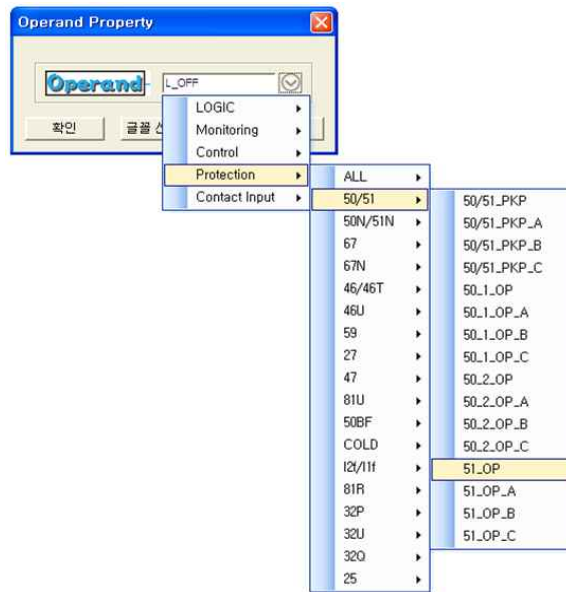 Operand Property
Operand
L_OFF
확인
글꼴
LOGIC
Monitoring
Control
Protection
Contact Input
ALL
50/51
50N/51N
67
67N
46/46T
46U
59
27
47
81U
50BF
COLD
I2f/I1f
81R
32P
32U
32Q
25
50/51_PKP
50/51_PKP_A
50/51_PKP_B
50/51_PKP_C
50_1_OP
50_1_OP_A
50_1_OP_B
50_1_OP_C
50_2_OP
50_2_OP_A
50_2_OP_B
50_2_OP_C
51_OP
51_OP_A
51_OP_B
51_OP_C